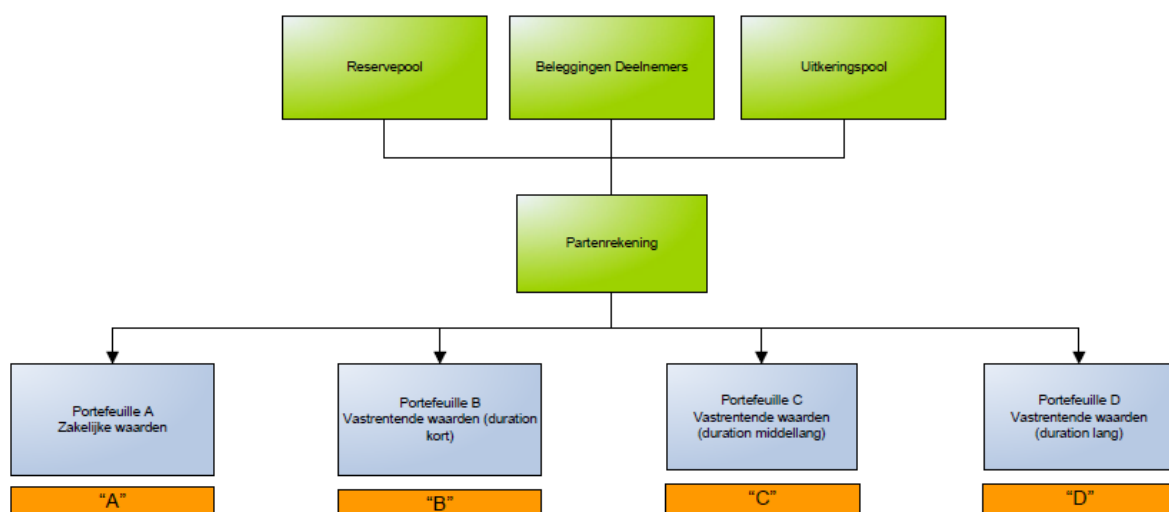 Reservepool
Beleggingen Deelnemers
Uitkeringspool
Partenrekening
Portefeuille A
Zakelijke waarden
Portefeuille B
Vastrentende waarden (duration
kort)
Portefeuille C
Vastrentende waarden
(duration middellang)
Portefeuille D
Vastrentende waarden
(duration lang)
“A”
“B”
“C”
“D”